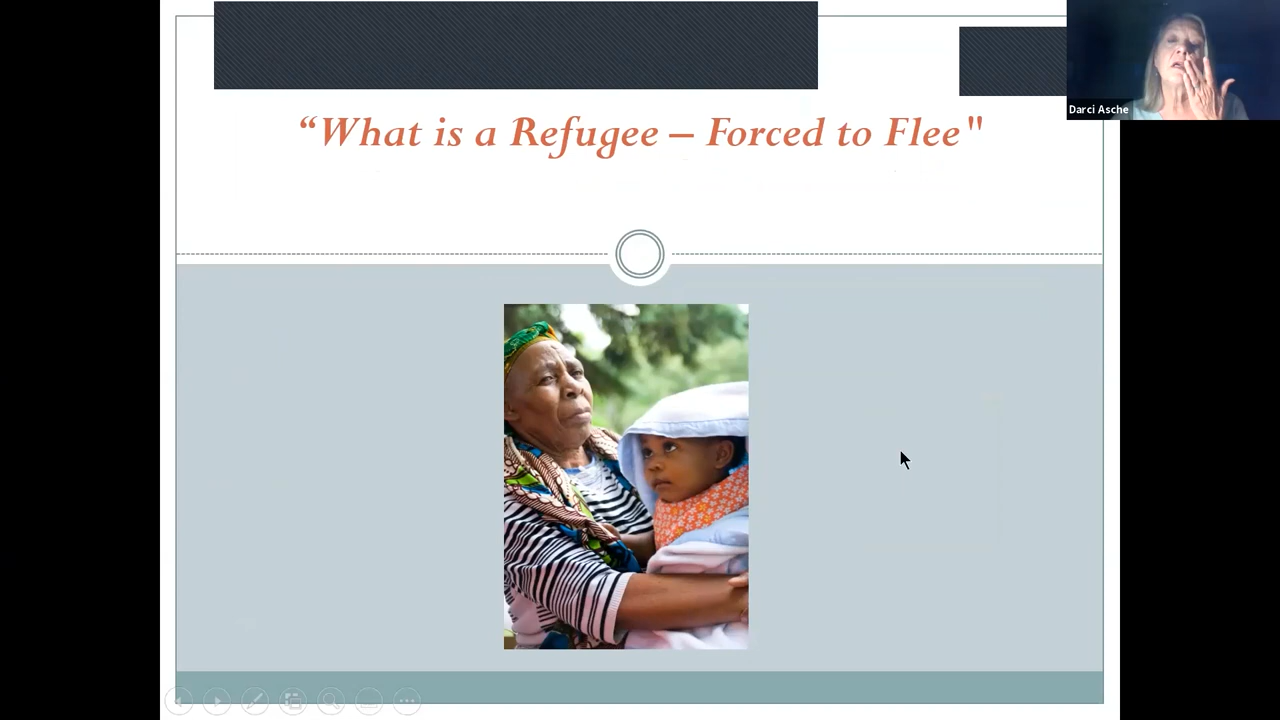 “What is a Refugee – Forced to Flee"
Darci Asche